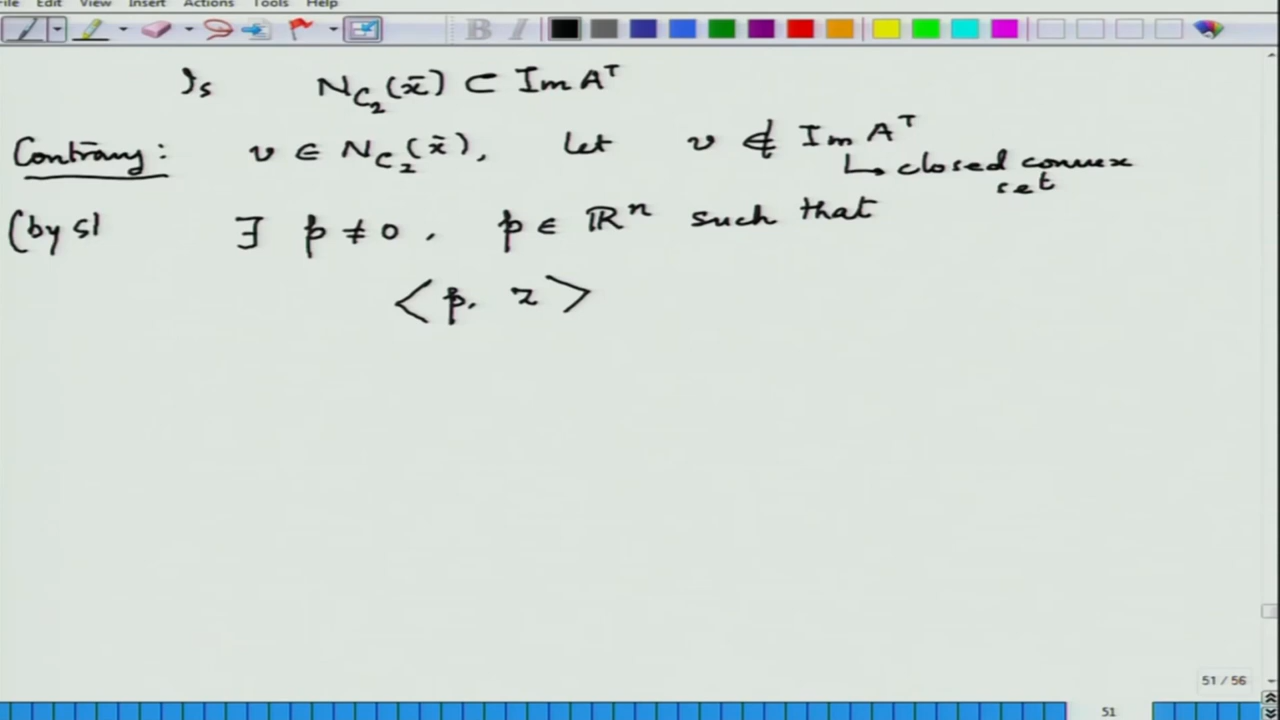 File Edit View Insert Actions Tools Help
Is N_{C_2}(x̄) ⊂ Im A^T
Contrary: v ∈ N_{C_2}(x̄), let v ∉ Im A^T
↳ closed convex
set
(by sl ∃ p ≠ 0, p ∈ ℝ^n such that
⟨p, z⟩
51 / 56
51